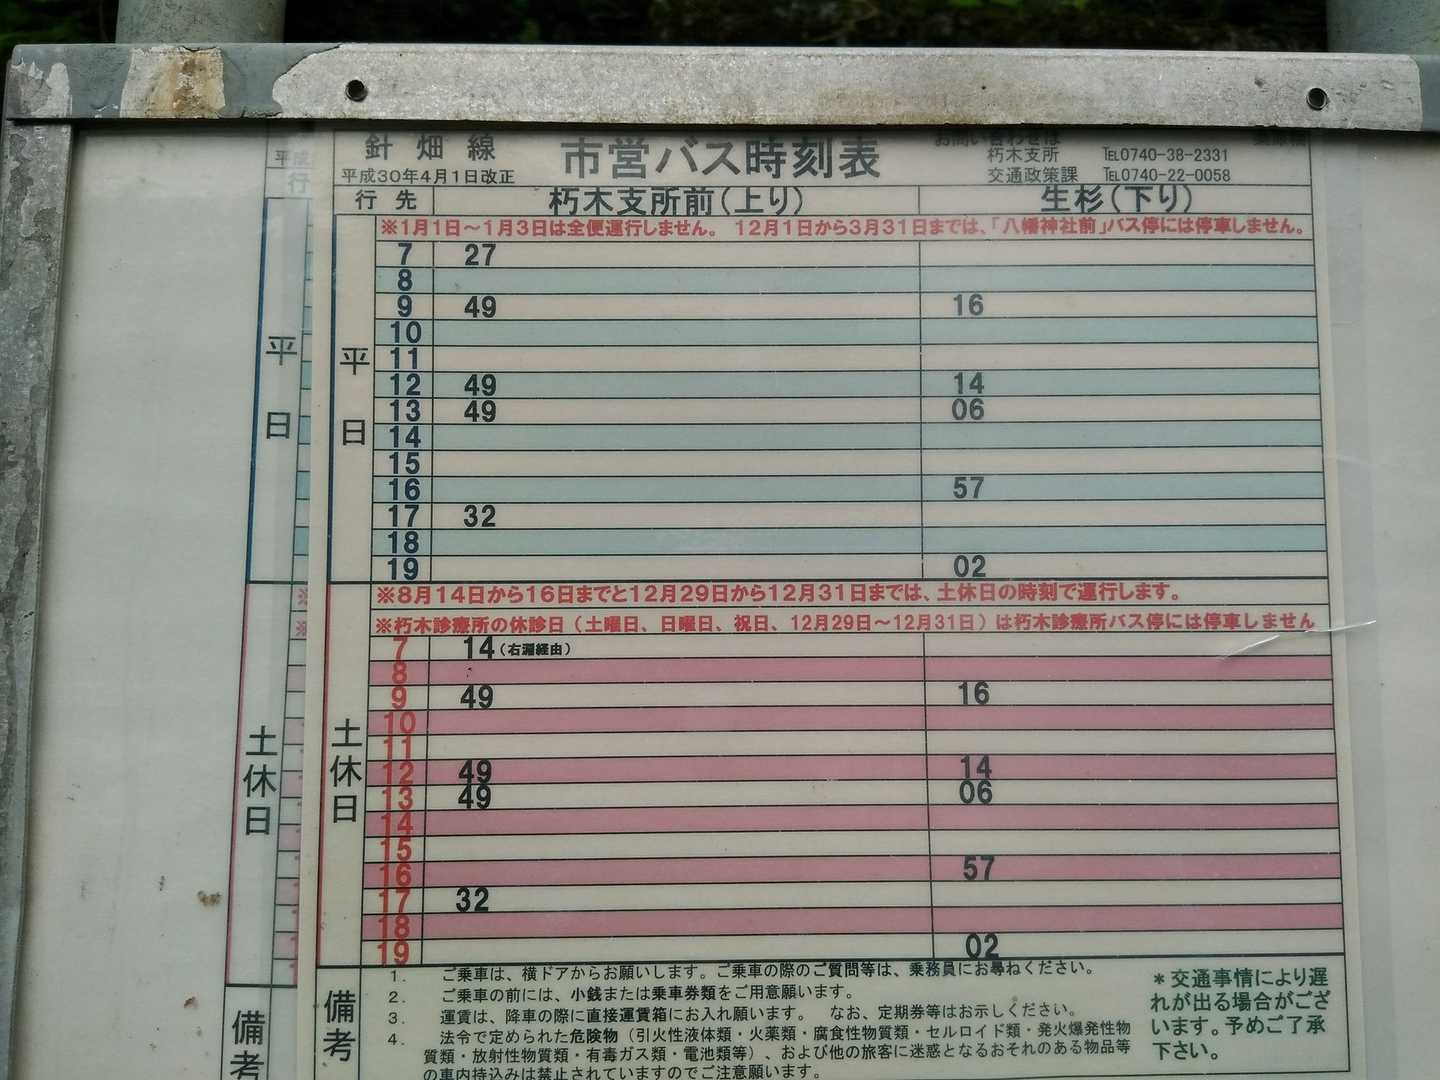 針畑線
市営バス時刻表
お問い合わせは
朽木支所 TEL0740-38-2331
平成30年4月1日改正
交通政策課 TEL0740-22-0058
行先 朽木支所前(上り) 生杉(下り)
※1月1日～1月3日は全便運行しません。 12月1日から3月31日までは、「八幡神社前」バス停には停車しません。
平日
7 27
8
9 49 16
10
11
12 49 14
13 49 06
14
15
16 57
17 32
18
19 02
※8月14日から16日までと12月29日から12月31日までは、土休日の時刻で運行します。
※朽木診療所の休診日(土曜日、日曜日、祝日、12月29日～12月31日)は朽木診療所バス停には停車しません
土休日
7 14(右淵経由)
8
9 49 16
10
11
12 49 14
13 49 06
14
15
16 57
17 32
18
19 02
備考
1. ご乗車は、横ドアからお願いします。ご乗車の際のご質問等は、乗務員にお尋ねください。
2. ご乗車の前には、小銭または乗車券類をご用意願います。
3. 運賃は、降車の際に直接運賃箱にお入れ願います。 なお、定期券等はお示しください。
4. 法令で定められた危険物(引火性液体類・火薬類・腐食性物質類・セルロイド類・発火爆発性物
質類・放射性物質類・有毒ガス類・電池類等)、および他の旅客に迷惑となるおそれのある物品等
の車内持込みは禁止されていますのでご注意願います。
*交通事情により遅
れが出る場合がござ
います。予めご了承
下さい。
平成
行
平日
土休日
備考